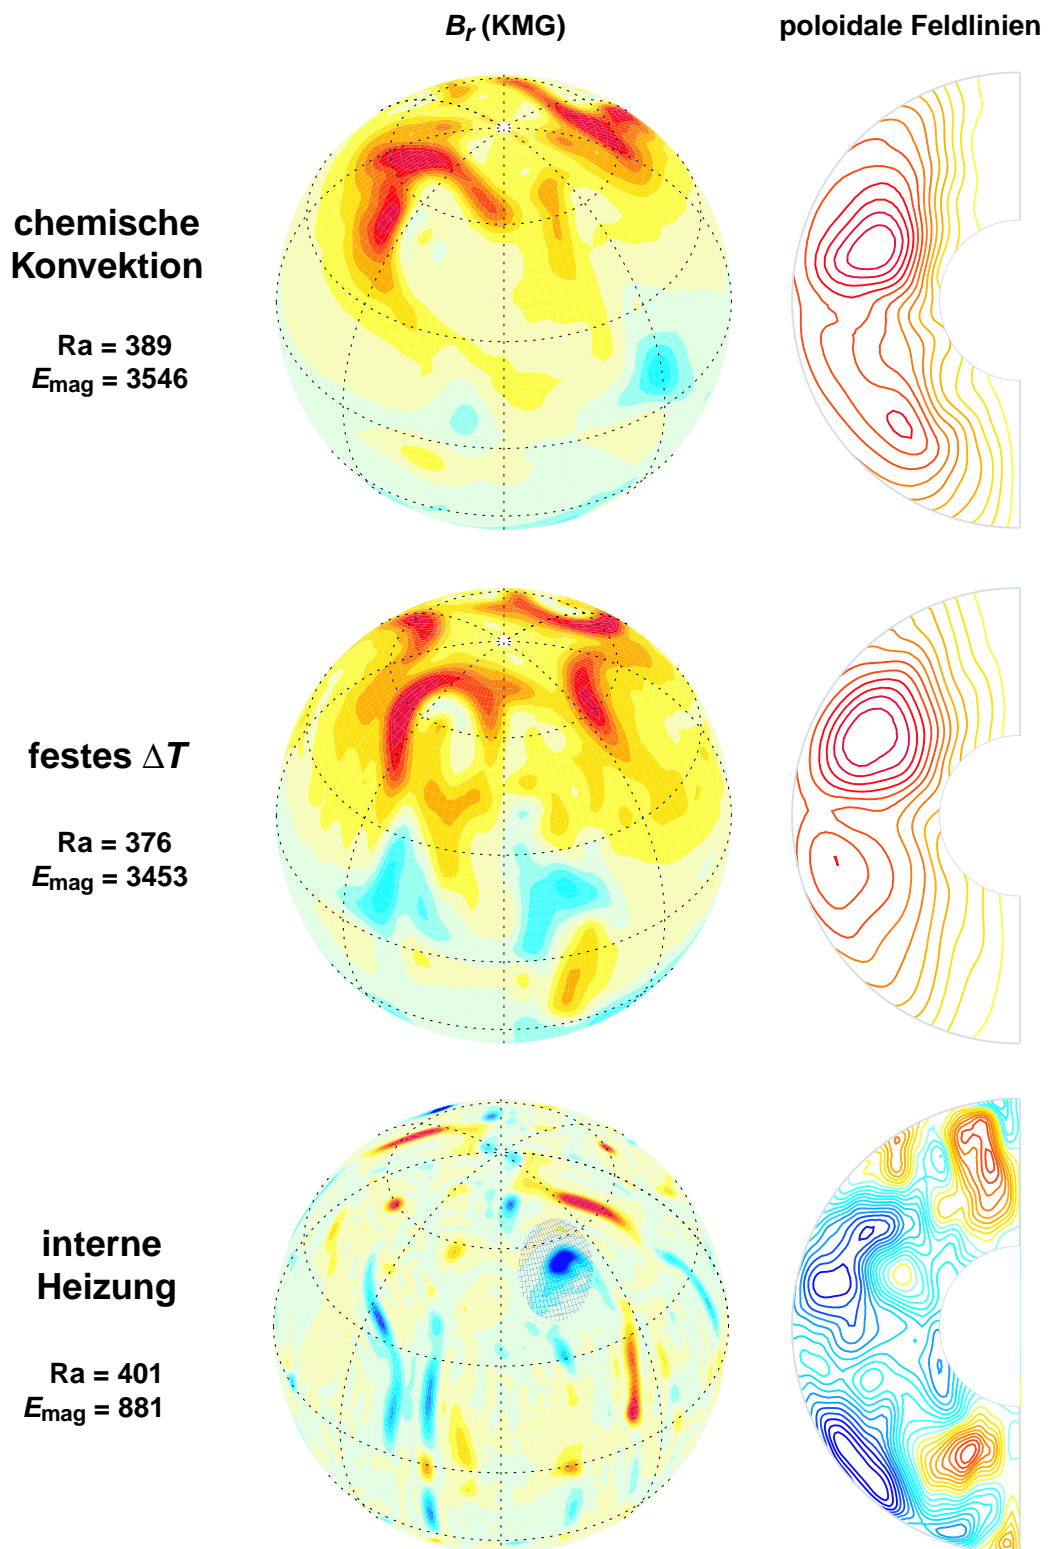 B_r (KMG) poloidale Feldlinien
chemische
Konvektion
Ra = 389
E_mag = 3546
festes ΔT
Ra = 376
E_mag = 3453
interne
Heizung
Ra = 401
E_mag = 881